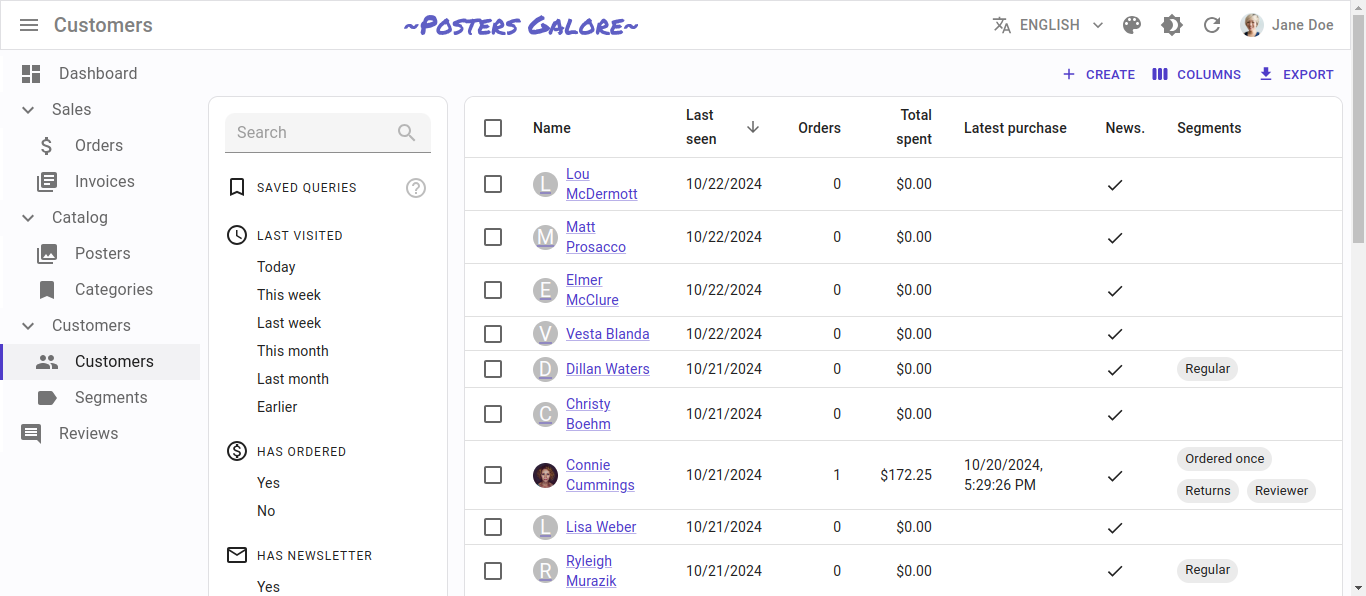 Customers
~Posters Galore~
ENGLISH
Jane Doe
Dashboard
Sales
Orders
Invoices
Catalog
Posters
Categories
Customers
Customers
Segments
Reviews
CREATE
COLUMNS
EXPORT
Search
SAVED QUERIES
?
LAST VISITED
Today
This week
Last week
This month
Last month
Earlier
HAS ORDERED
Yes
No
HAS NEWSLETTER
Yes
Name
Last seen
Orders
Total spent
Latest purchase
News.
Segments
L Lou McDermott 10/22/2024 0 $0.00
M Matt Prosacco 10/22/2024 0 $0.00
E Elmer McClure 10/22/2024 0 $0.00
V Vesta Blanda 10/22/2024 0 $0.00
D Dillan Waters 10/21/2024 0 $0.00 Regular
C Christy Boehm 10/21/2024 0 $0.00
Connie Cummings 10/21/2024 1 $172.25 10/20/2024, 5:29:26 PM Ordered once Returns Reviewer
L Lisa Weber 10/21/2024 0 $0.00
R Ryleigh Murazik 10/21/2024 0 $0.00 Regular